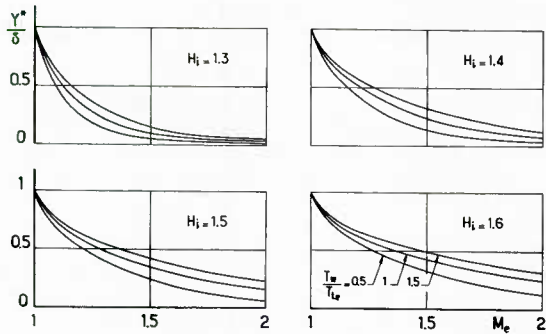 Y*
δ
0.5
0
H_i = 1.3
H_i = 1.4
1
0.5
0
H_i = 1.5
1 1.5 2
H_i = 1.6
T_w / T_te = 0.5 1 1.5
1 1.5 M_e 2